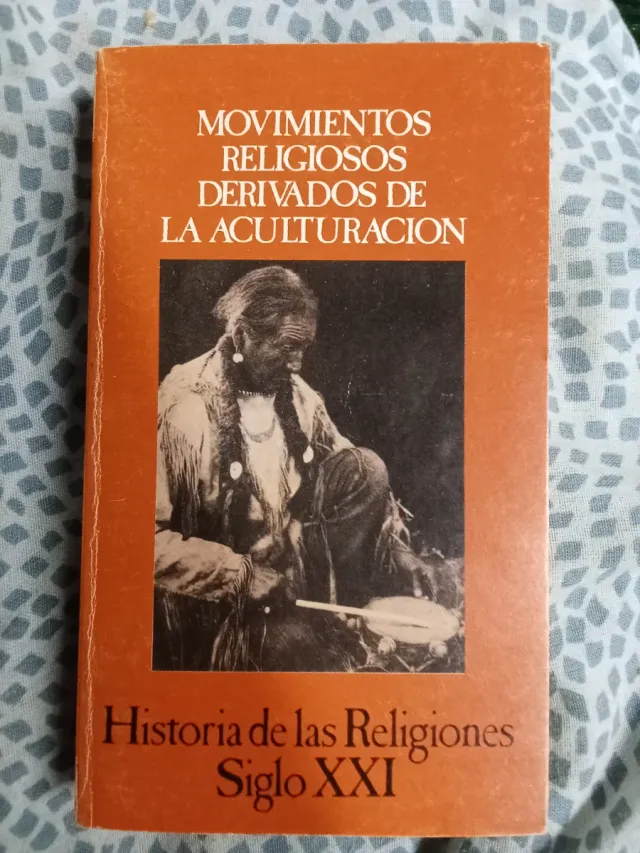 MOVIMIENTOS
RELIGIOSOS
DERIVADOS DE
LA ACULTURACION
Historia de las Religiones
Siglo XXI